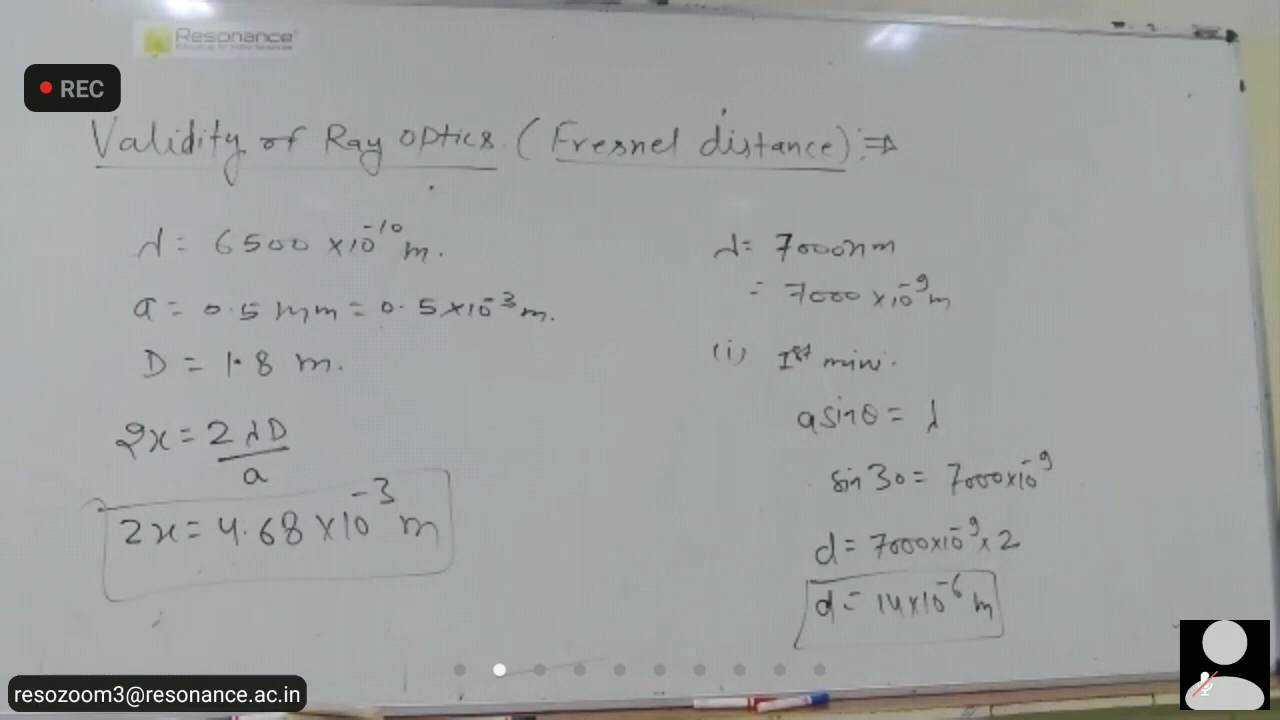 Resonance
REC
Validity of Ray optics. (Fresnel distance) :⇒
λ = 6500 × 10⁻¹⁰ m.
a = 0.5 mm = 0.5 × 10⁻³ m.
D = 1.8 m.
2x = 2λD/a
2x = 4.68 × 10⁻³ m
λ = 7000nm
= 7000 × 10⁻⁹ m
(i) Ist mini.
a sinθ = λ
sin 30 = 7000×10⁻⁹
d = 7000×10⁻⁹ × 2
d = 14×10⁻⁶ m
resozoom3@resonance.ac.in